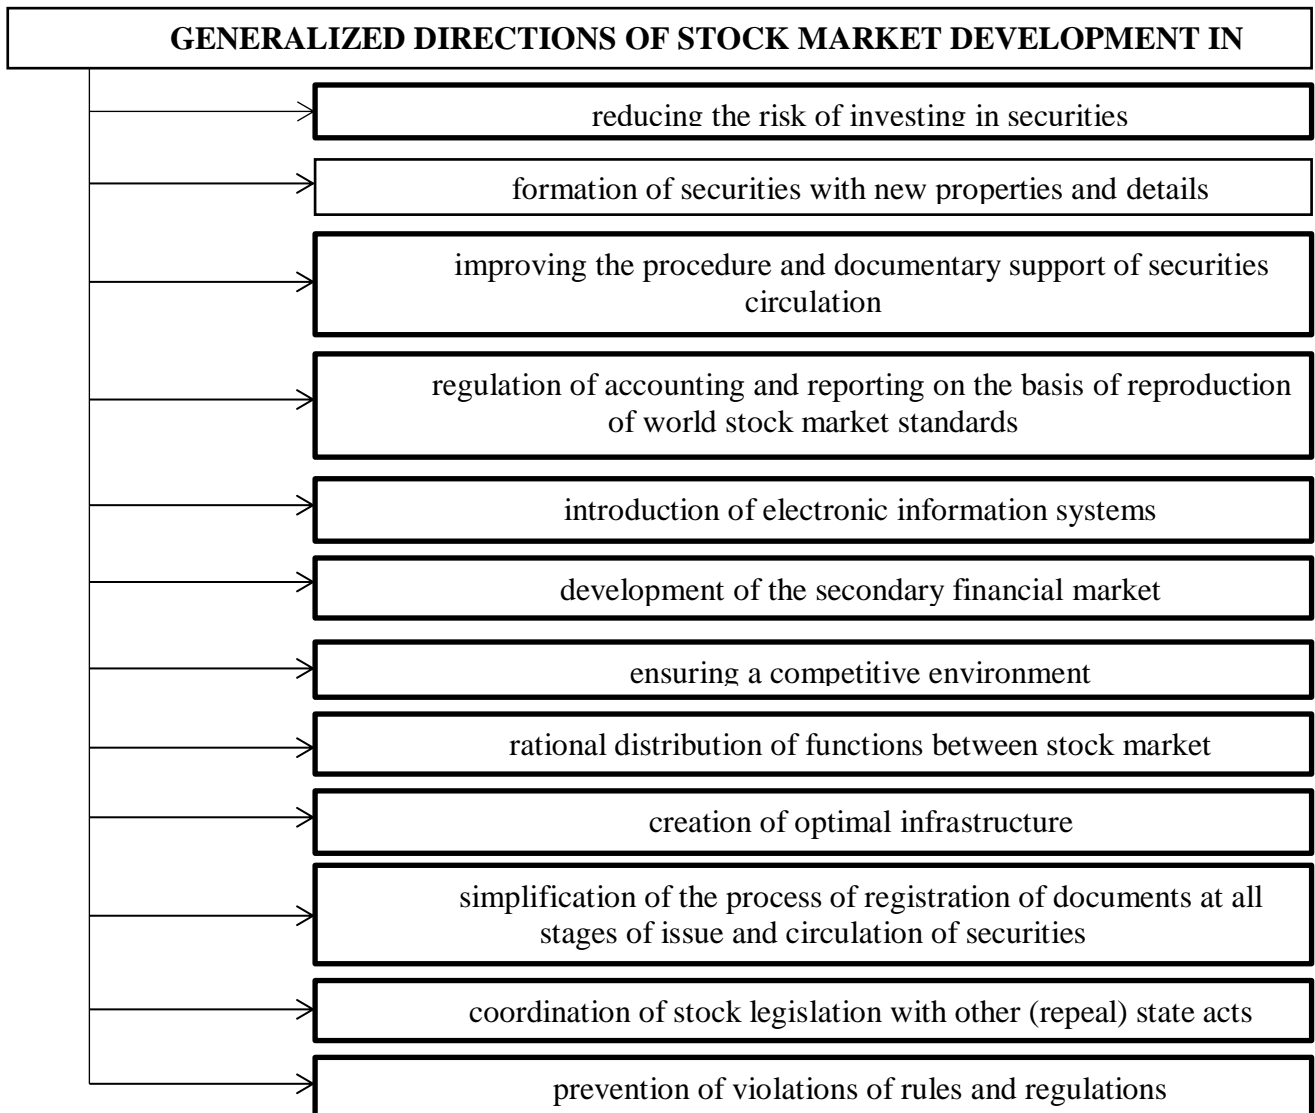 GENERALIZED DIRECTIONS OF STOCK MARKET DEVELOPMENT IN
reducing the risk of investing in securities
formation of securities with new properties and details
improving the procedure and documentary support of securities
circulation
regulation of accounting and reporting on the basis of reproduction
of world stock market standards
introduction of electronic information systems
development of the secondary financial market
ensuring a competitive environment
rational distribution of functions between stock market
creation of optimal infrastructure
simplification of the process of registration of documents at all
stages of issue and circulation of securities
coordination of stock legislation with other (repeal) state acts
prevention of violations of rules and regulations